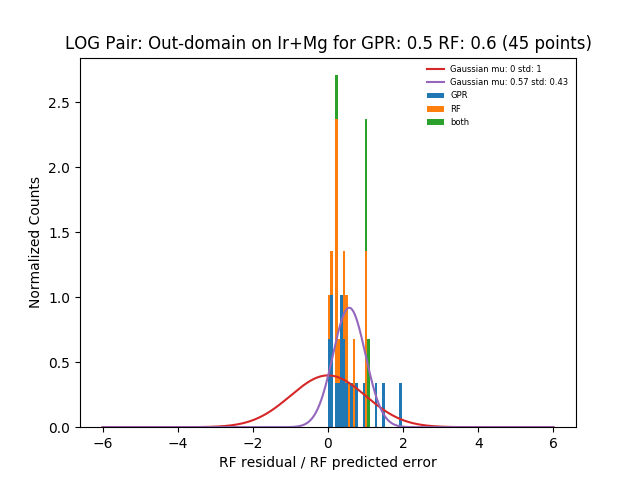 LOG Pair: Out-domain on Ir+Mg for GPR: 0.5 RF: 0.6 (45 points)
Gaussian mu: 0 std: 1
Gaussian mu: 0.57 std: 0.43
GPR
RF
both
Normalized Counts
2.5
2.0
1.5
1.0
0.5
0.0
−6 −4 −2 0 2 4 6
RF residual / RF predicted error